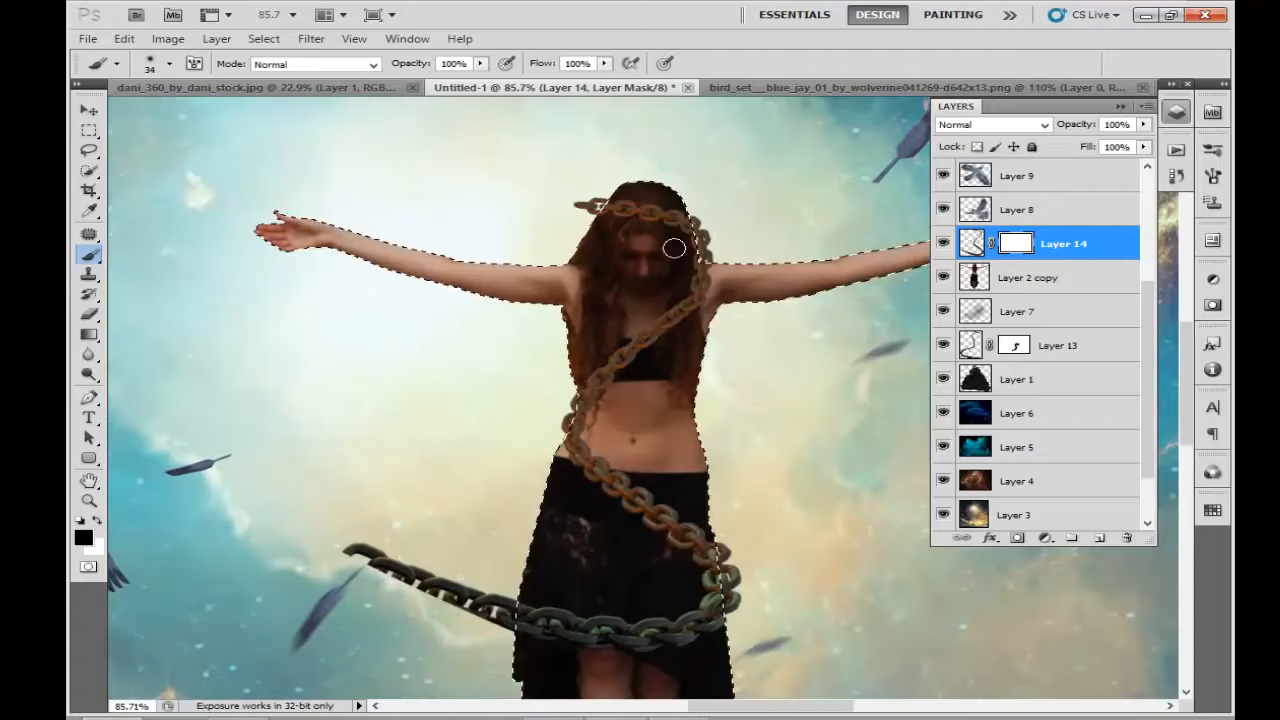 Ps Br Mb 85.7 ESSENTIALS DESIGN PAINTING CS Live
File Edit Image Layer Select Filter View Window Help
34 Mode: Normal Opacity: 100% Flow: 100%
dani_360_by_dani_stock.jpg @ 22.9% (Layer 1, RGB... Untitled-1 @ 85.7% (Layer 14, Layer Mask/8) * bird_set__blue_jay_01_by_wolverine041269-d642x13.png @ 110% (Layer 0, R...
LAYERS
Normal Opacity: 100%
Lock: Fill: 100%
Layer 9
Layer 8
Layer 14
Layer 2 copy
Layer 7
Layer 13
Layer 1
Layer 6
Layer 5
Layer 4
Layer 3
85.71% Exposure works in 32-bit only